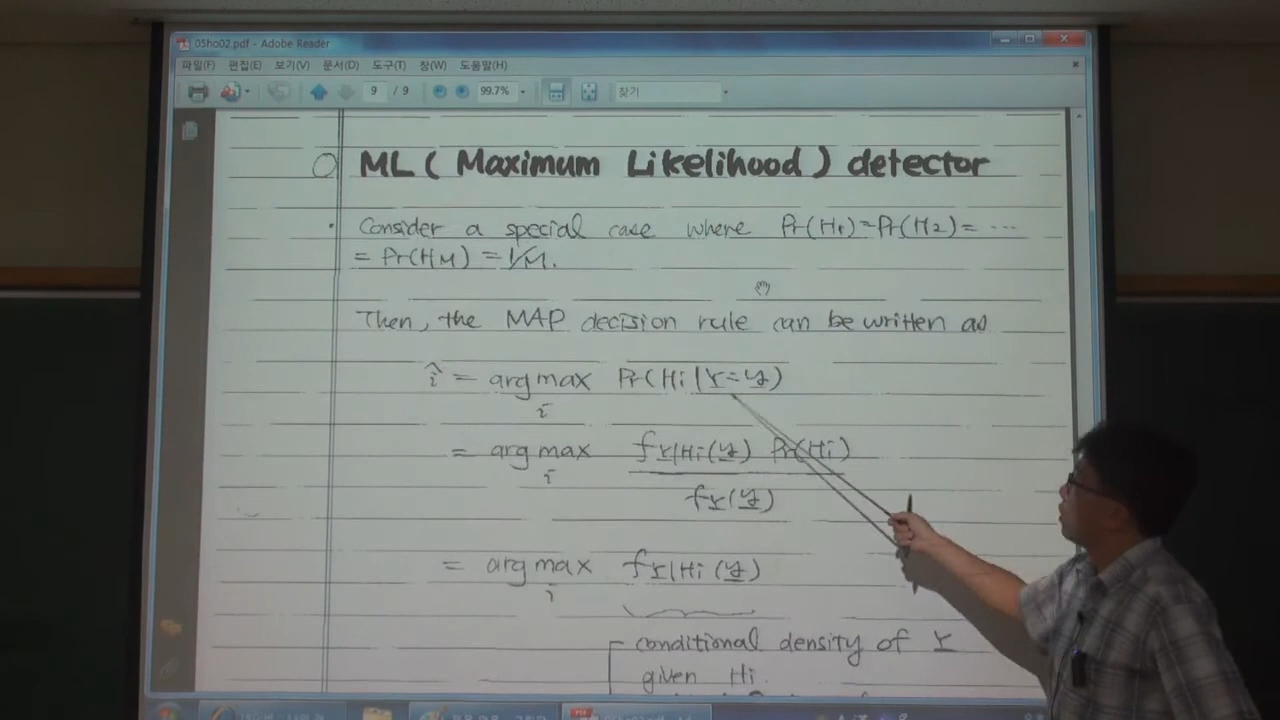 05ho02.pdf - Adobe Reader
파일(F) 편집(E) 보기(V) 문서(D) 도구(T) 창(W) 도움말(H)
9 / 9 99.7% 찾기
ML ( Maximum Likelihood ) detector
· Consider a special case where Pr(H1)=Pr(H2)= ···
= Pr(HM) = 1/M.
Then, the MAP decision rule can be written as
î = arg max Pr(Hi | Y=y)
i
= arg max fY|Hi(y) Pr(Hi)
i
fY(y)
= arg max fY|Hi(y)
i
conditional density of Y
given Hi